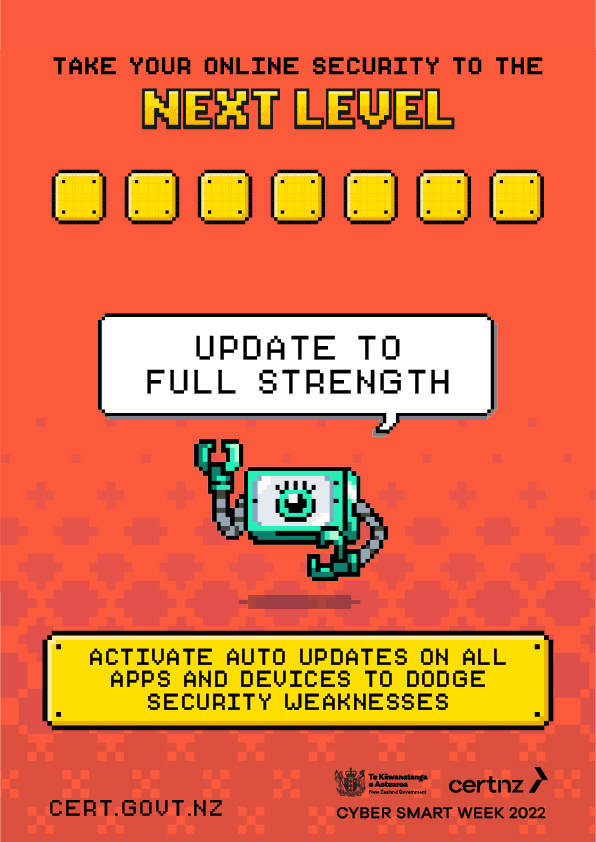 TAKE YOUR ONLINE SECURITY TO THE
NEXT LEVEL
UPDATE TO
FULL STRENGTH
ACTIVATE AUTO UPDATES ON ALL
APPS AND DEVICES TO DODGE
SECURITY WEAKNESSES
CERT.GOVT.NZ
Te Kāwanatanga
o Aotearoa
New Zealand Government
certnz
CYBER SMART WEEK 2022